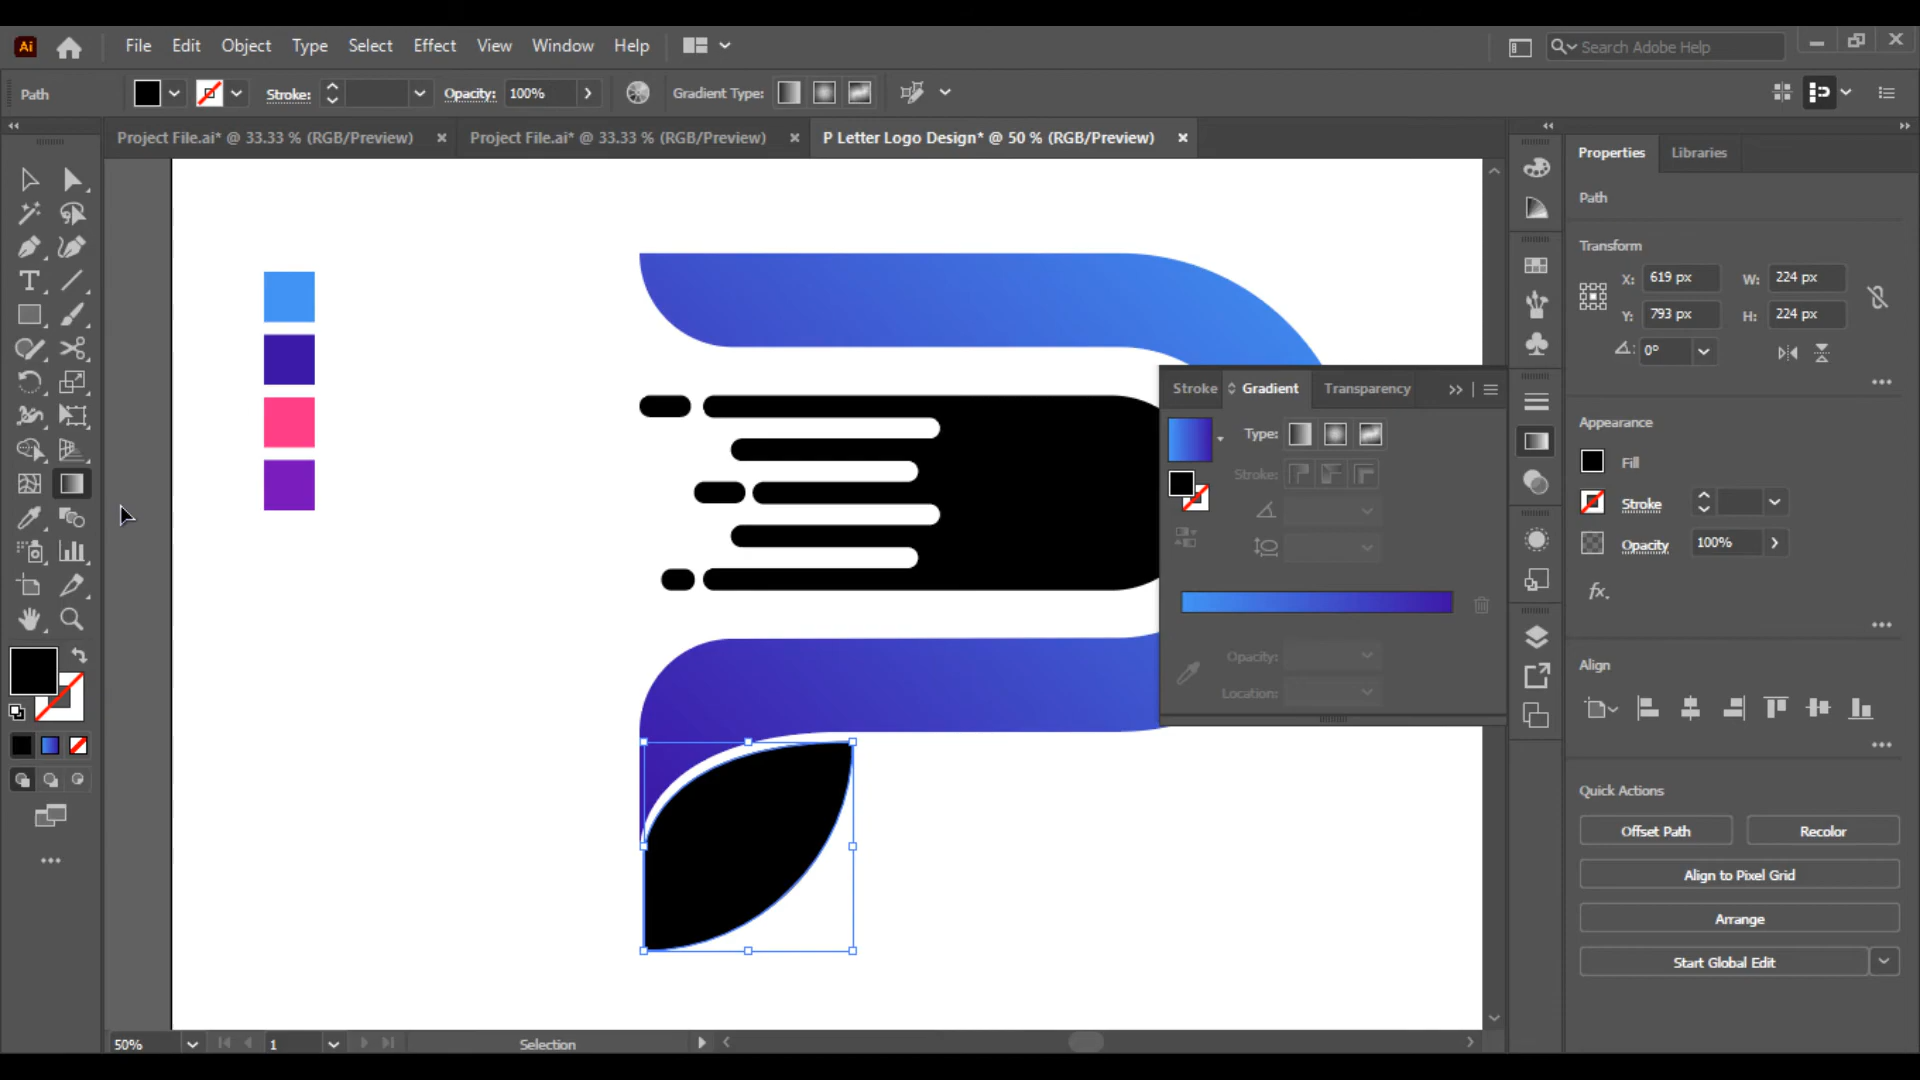 Ai File Edit Object Type Select Effect View Window Help Search Adobe Help
Path Stroke: Opacity: 100% Gradient Type:
Project File.ai* @ 33.33 % (RGB/Preview) × Project File.ai* @ 33.33 % (RGB/Preview) × P Letter Logo Design* @ 50 % (RGB/Preview) ×
Properties Libraries
Path
Transform
X: 619 px W: 224 px
Y: 793 px H: 224 px
0°
Stroke Gradient Transparency
Type:
Stroke:
Opacity:
Location:
Appearance
Fill
Stroke
Opacity 100%
fx.
Align
Quick Actions
Offset Path Recolor
Align to Pixel Grid
Arrange
Start Global Edit
50% 1 Selection